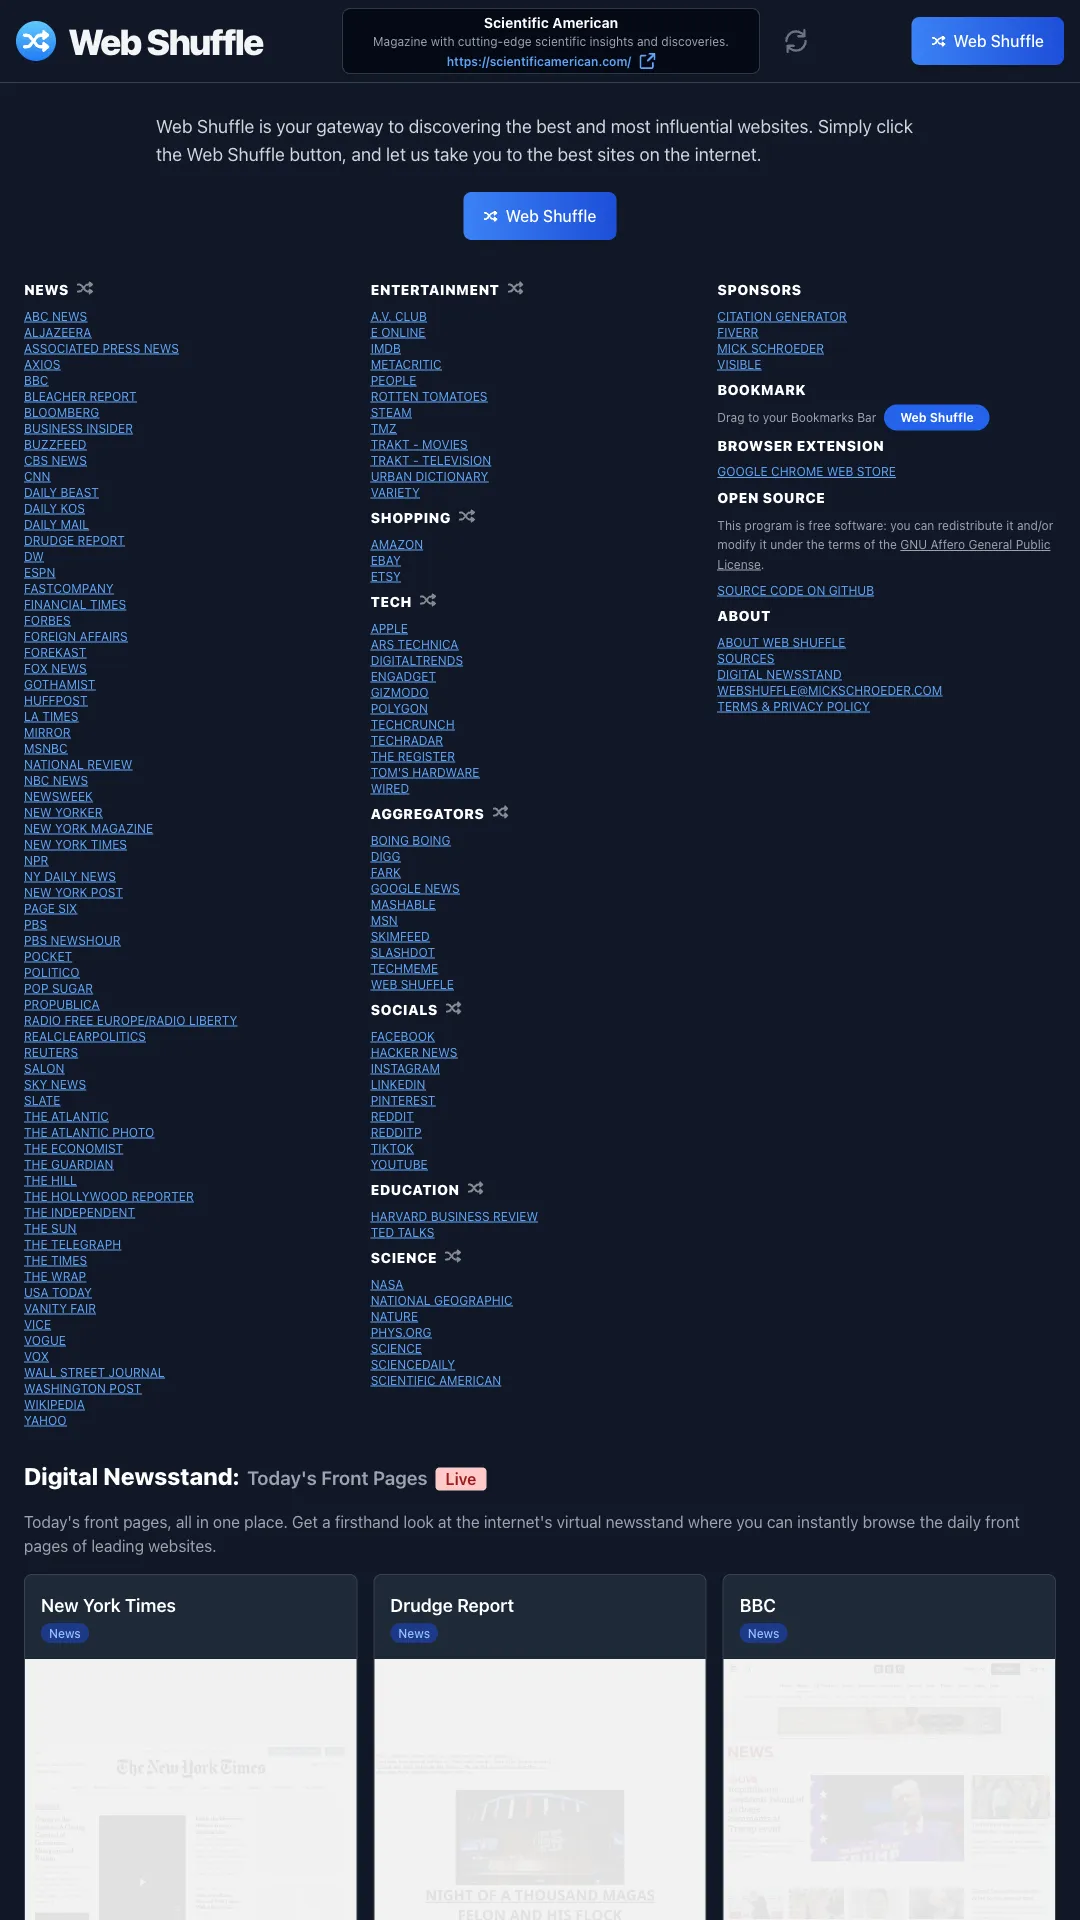 Web Shuffle
Scientific American
Magazine with cutting-edge scientific insights and discoveries.
https://scientificamerican.com/
Web Shuffle
Web Shuffle is your gateway to discovering the best and most influential websites. Simply click
the Web Shuffle button, and let us take you to the best sites on the internet.
Web Shuffle
NEWS
ABC NEWS
ALJAZEERA
ASSOCIATED PRESS NEWS
AXIOS
BBC
BLEACHER REPORT
BLOOMBERG
BUSINESS INSIDER
BUZZFEED
CBS NEWS
CNN
DAILY BEAST
DAILY KOS
DAILY MAIL
DRUDGE REPORT
DW
ESPN
FASTCOMPANY
FINANCIAL TIMES
FORBES
FOREIGN AFFAIRS
FOREKAST
FOX NEWS
GOTHAMIST
HUFFPOST
LA TIMES
MIRROR
MSNBC
NATIONAL REVIEW
NBC NEWS
NEWSWEEK
NEW YORKER
NEW YORK MAGAZINE
NEW YORK TIMES
NPR
NY DAILY NEWS
NEW YORK POST
PAGE SIX
PBS
PBS NEWSHOUR
POCKET
POLITICO
POP SUGAR
PROPUBLICA
RADIO FREE EUROPE/RADIO LIBERTY
REALCLEARPOLITICS
REUTERS
SALON
SKY NEWS
SLATE
THE ATLANTIC
THE ATLANTIC PHOTO
THE ECONOMIST
THE GUARDIAN
THE HILL
THE HOLLYWOOD REPORTER
THE INDEPENDENT
THE SUN
THE TELEGRAPH
THE TIMES
THE WRAP
USA TODAY
VANITY FAIR
VICE
VOGUE
VOX
WALL STREET JOURNAL
WASHINGTON POST
WIKIPEDIA
YAHOO
ENTERTAINMENT
A.V. CLUB
E ONLINE
IMDB
METACRITIC
PEOPLE
ROTTEN TOMATOES
STEAM
TMZ
TRAKT - MOVIES
TRAKT - TELEVISION
URBAN DICTIONARY
VARIETY
SHOPPING
AMAZON
EBAY
ETSY
TECH
APPLE
ARS TECHNICA
DIGITALTRENDS
ENGADGET
GIZMODO
POLYGON
TECHCRUNCH
TECHRADAR
THE REGISTER
TOM'S HARDWARE
WIRED
AGGREGATORS
BOING BOING
DIGG
FARK
GOOGLE NEWS
MASHABLE
MSN
SKIMFEED
SLASHDOT
TECHMEME
WEB SHUFFLE
SOCIALS
FACEBOOK
HACKER NEWS
INSTAGRAM
LINKEDIN
PINTEREST
REDDIT
REDDITP
TIKTOK
YOUTUBE
EDUCATION
HARVARD BUSINESS REVIEW
TED TALKS
SCIENCE
NASA
NATIONAL GEOGRAPHIC
NATURE
PHYS.ORG
SCIENCE
SCIENCEDAILY
SCIENTIFIC AMERICAN
SPONSORS
CITATION GENERATOR
FIVERR
MICK SCHROEDER
VISIBLE
BOOKMARK
Drag to your Bookmarks Bar Web Shuffle
BROWSER EXTENSION
GOOGLE CHROME WEB STORE
OPEN SOURCE
This program is free software: you can redistribute it and/or
modify it under the terms of the GNU Affero General Public
License.
SOURCE CODE ON GITHUB
ABOUT
ABOUT WEB SHUFFLE
SOURCES
DIGITAL NEWSSTAND
WEBSHUFFLE@MICKSCHROEDER.COM
TERMS & PRIVACY POLICY
Digital Newsstand: Today's Front Pages Live
Today's front pages, all in one place. Get a firsthand look at the internet's virtual newsstand where you can instantly browse the daily front
pages of leading websites.
New York Times
News
The New York Times
Drudge Report
News
NIGHT OF A THOUSAND MAGAS
FELON AND HIS FLOCK
BBC
News
BBC
NEWS